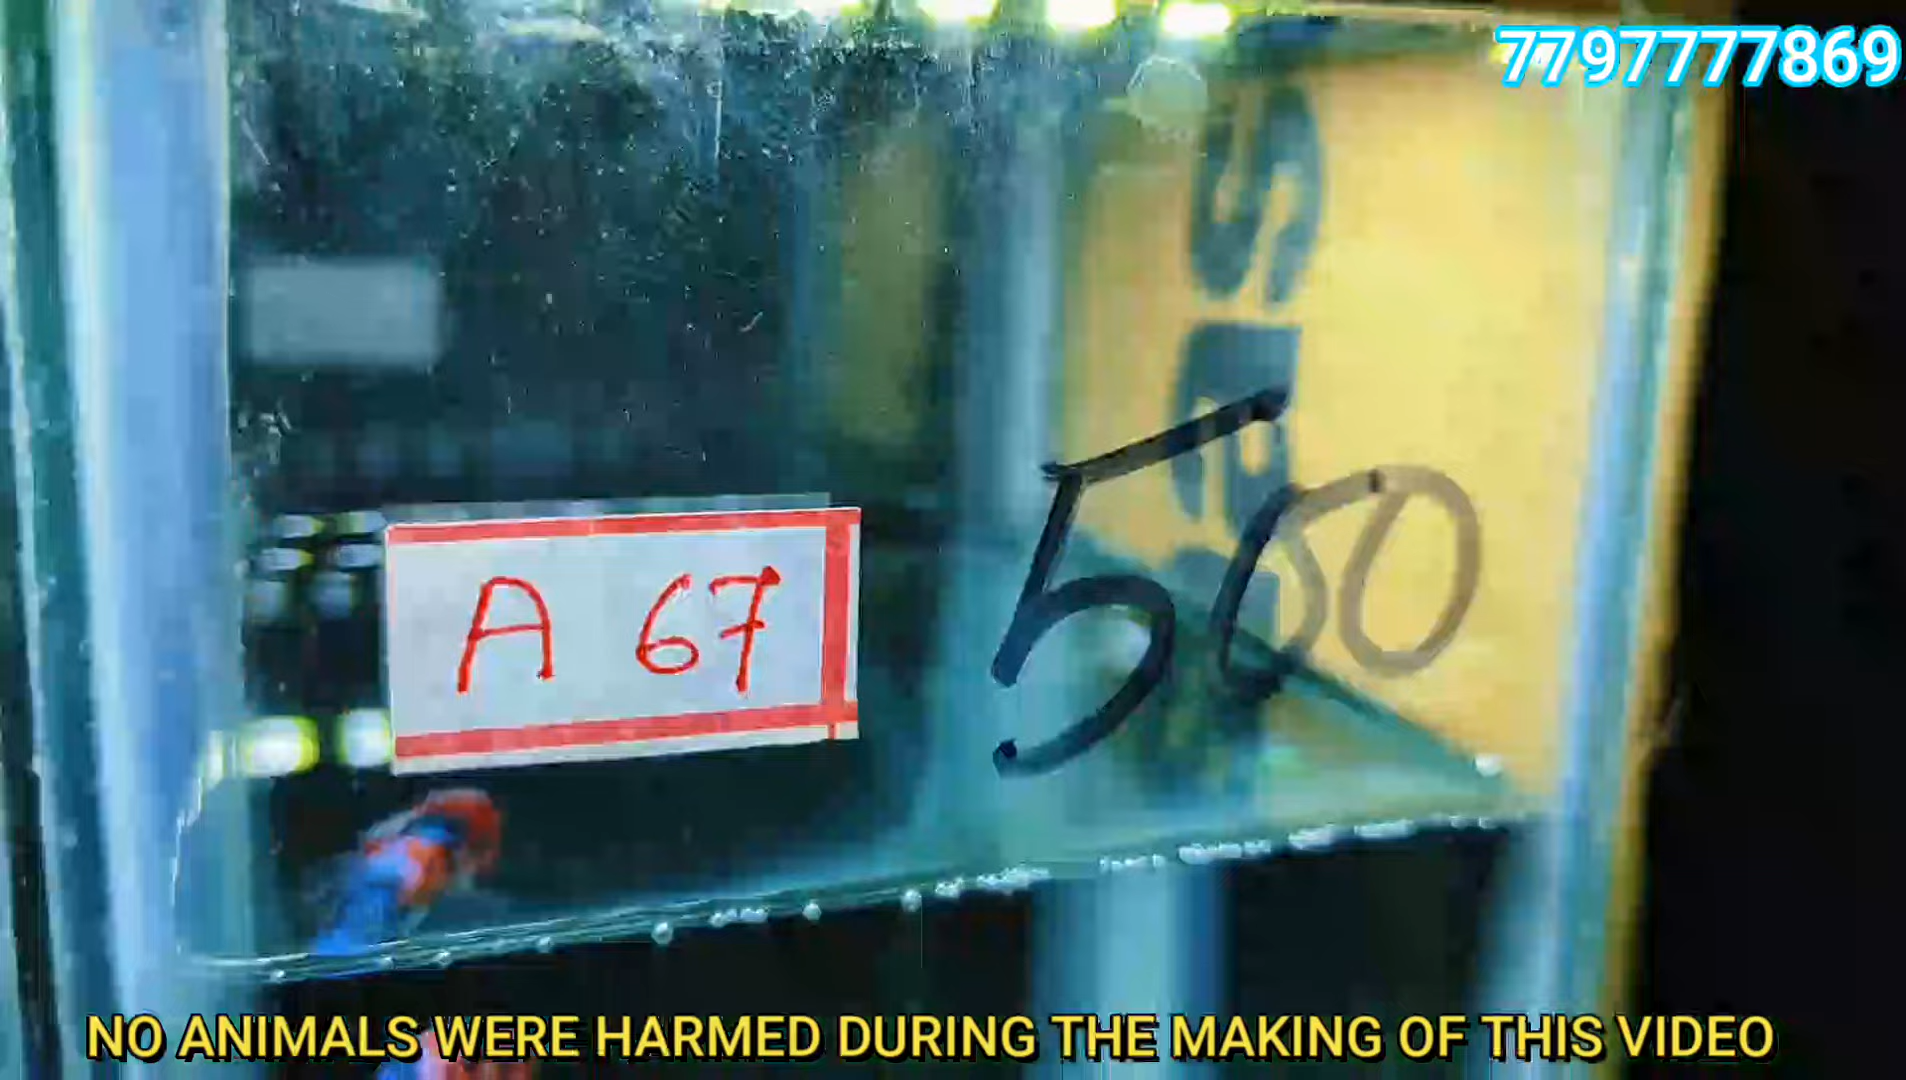 7797777869
A 67
500
NO ANIMALS WERE HARMED DURING THE MAKING OF THIS VIDEO